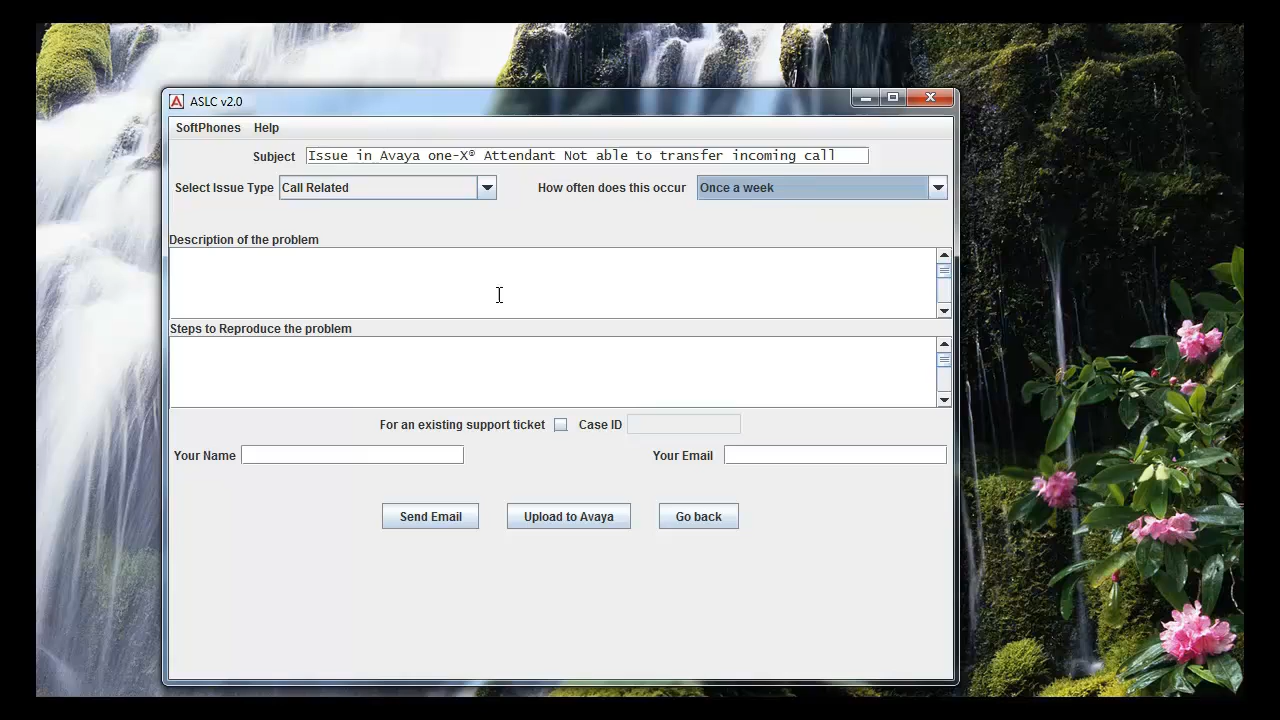 ASLC v2.0
SoftPhones Help
Subject Issue in Avaya one-X® Attendant Not able to transfer incoming call
Select Issue Type Call Related How often does this occur Once a week
Description of the problem
Steps to Reproduce the problem
For an existing support ticket Case ID
Your Name Your Email
Send Email Upload to Avaya Go back